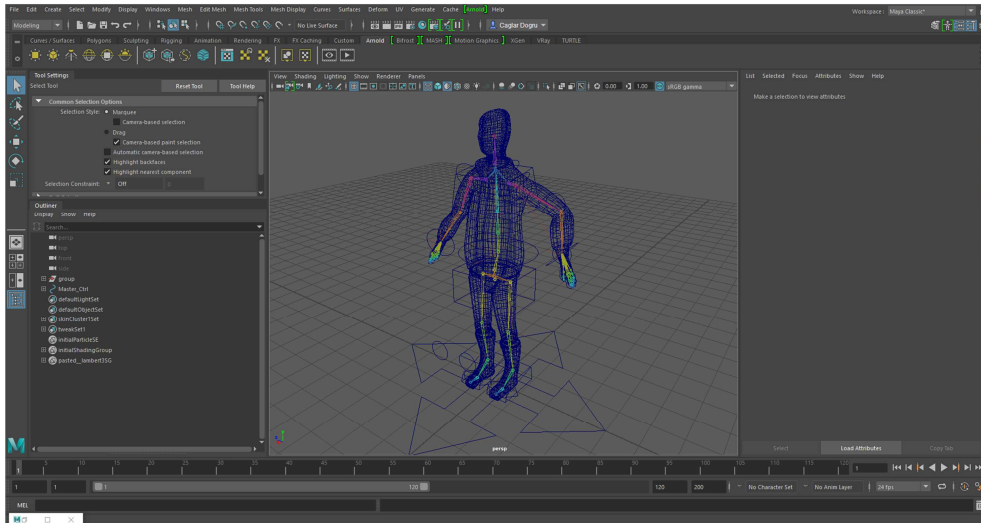 File Edit Create Select Modify Display Windows Mesh Edit Mesh Mesh Tools Mesh Display Curves Surfaces Deform UV Generate Cache [Arnold] Help
Workspace: Maya Classic*
Modeling
No Live Surface
Caglar Dogru
Curves / Surfaces Polygons Sculpting Rigging Animation Rendering FX FX Caching Custom Arnold Bifrost MASH Motion Graphics XGen VRay TURTLE
Tool Settings
Select Tool Reset Tool Tool Help
Common Selection Options
Selection Style: Marquee
Camera-based selection
Drag
Camera-based paint selection
Automatic camera-based selection
Highlight backfaces
Highlight nearest component
Selection Constraint: Off
Outliner
Display Show Help
Search...
persp
top
front
side
group
Master_Ctrl
defaultLightSet
defaultObjectSet
skinCluster1Set
tweakSet1
initialParticleSE
initialShadingGroup
pasted__lambert3SG
View Shading Lighting Show Renderer Panels
0.00 1.00 sRGB gamma
persp
List Selected Focus Attributes Show Help
Make a selection to view attributes
Select Load Attributes Copy Tab
1 5 10 15 20 25 30 35 40 45 50 55 60 65 70 75 80 85 90 95 100 105 110 115 120 1
1 1 1 120 120 200 No Character Set No Anim Layer 24 fps
MEL